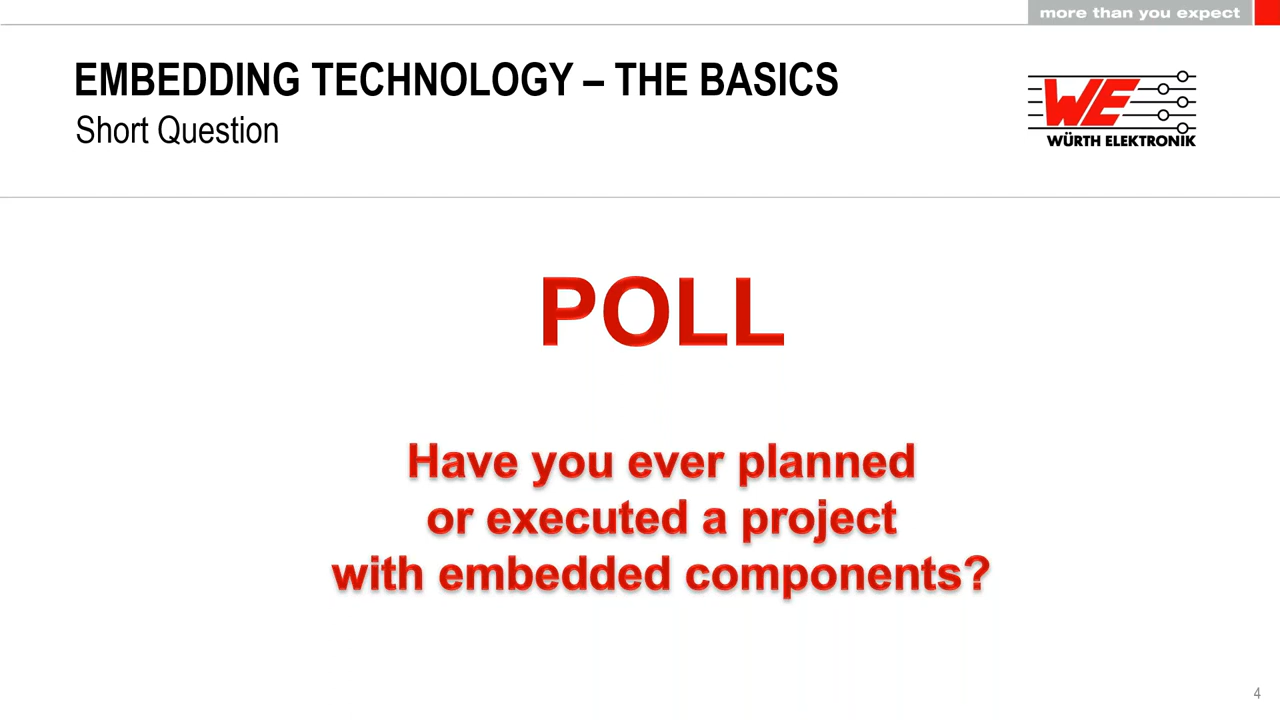 more than you expect
EMBEDDING TECHNOLOGY – THE BASICS
Short Question
WE
WÜRTH ELEKTRONIK
POLL
Have you ever planned
or executed a project
with embedded components?
4